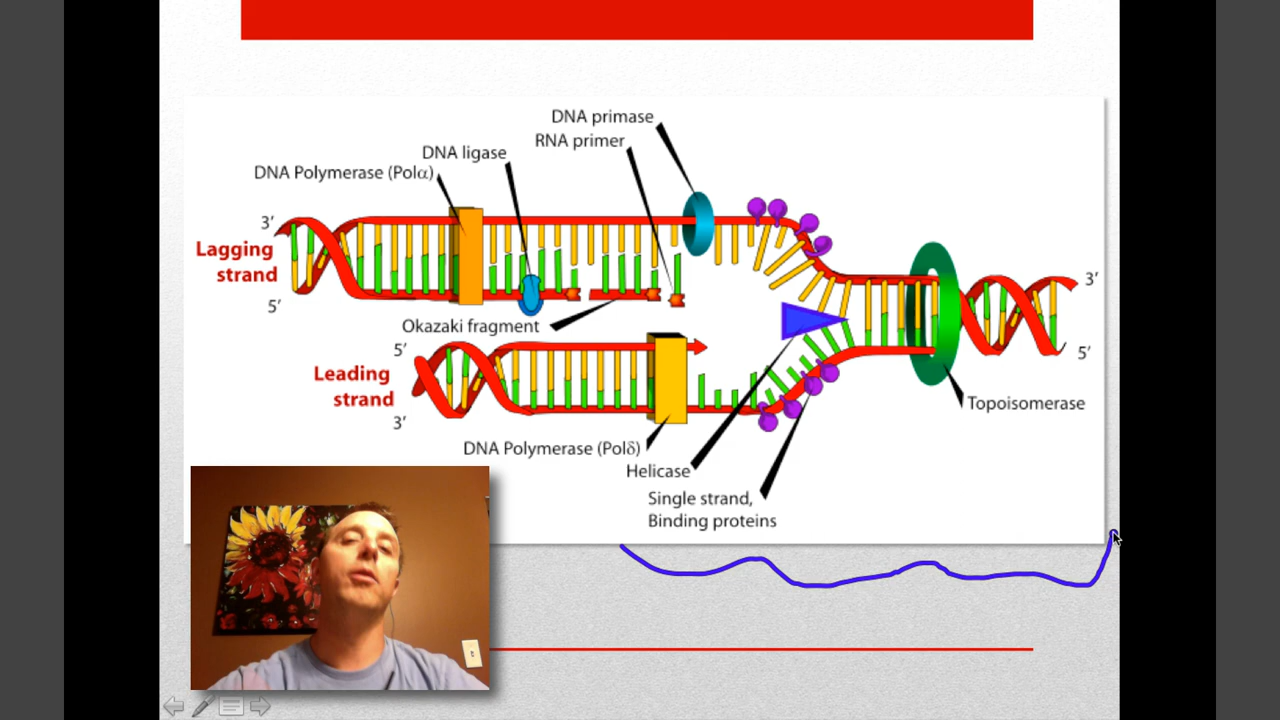 DNA primase
RNA primer
DNA ligase
DNA Polymerase (Polα)
3′
Lagging
strand
5′
3′
5′
Okazaki fragment
5′
Leading
strand
3′
Topoisomerase
DNA Polymerase (Polδ)
Helicase
Single strand,
Binding proteins